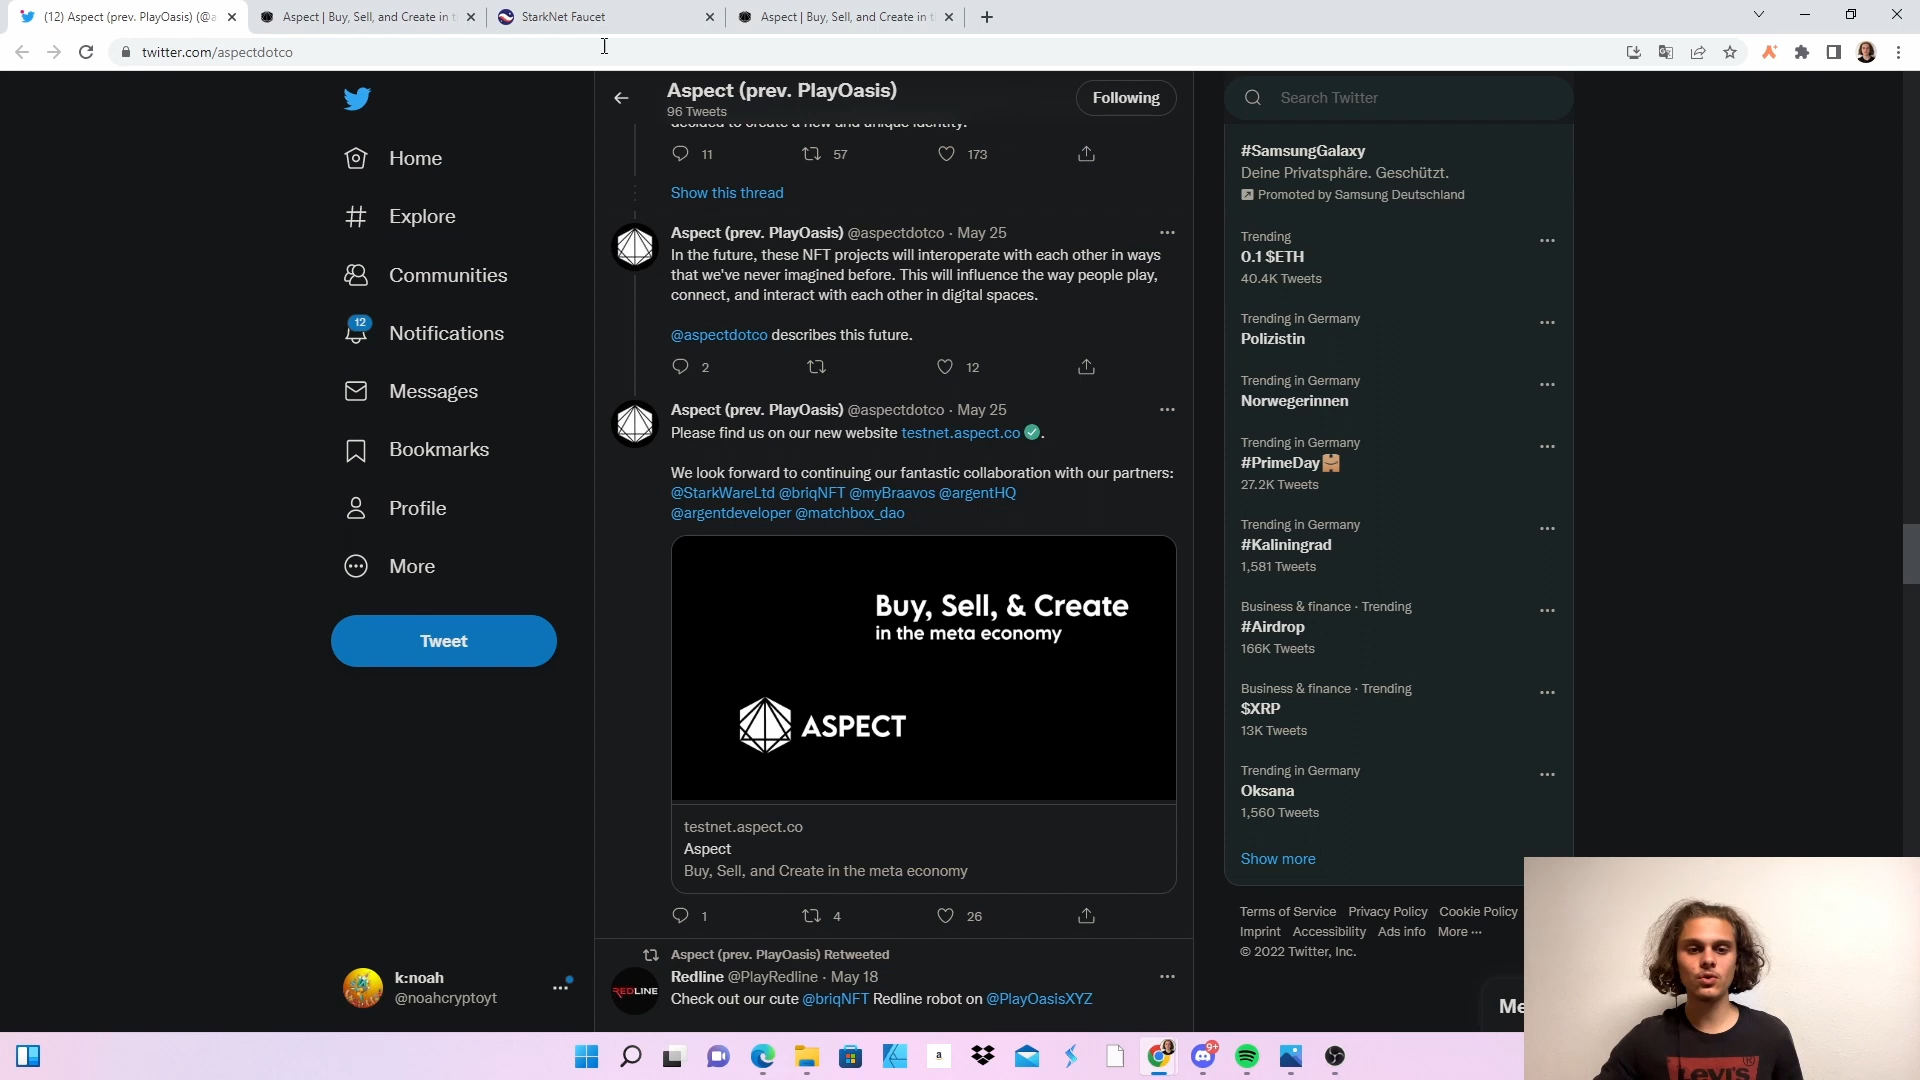 (12) Aspect (prev. PlayOasis) (@a
Aspect | Buy, Sell, and Create in t
StarkNet Faucet
Aspect | Buy, Sell, and Create in t
twitter.com/aspectdotco
Home
Explore
Communities
12
Notifications
Messages
Bookmarks
Profile
More
Tweet
k:noah
@noahcryptoyt
Aspect (prev. PlayOasis)
96 Tweets
Following
decided to create a new and unique identity.
11 57 173
Show this thread
Aspect (prev. PlayOasis) @aspectdotco · May 25
In the future, these NFT projects will interoperate with each other in ways
that we've never imagined before. This will influence the way people play,
connect, and interact with each other in digital spaces.
@aspectdotco describes this future.
2 12
Aspect (prev. PlayOasis) @aspectdotco · May 25
Please find us on our new website testnet.aspect.co ✅.
We look forward to continuing our fantastic collaboration with our partners:
@StarkWareLtd @briqNFT @myBraavos @argentHQ
@argentdeveloper @matchbox_dao
Buy, Sell, & Create
in the meta economy
ASPECT
testnet.aspect.co
Aspect
Buy, Sell, and Create in the meta economy
1 4 26
Aspect (prev. PlayOasis) Retweeted
Redline @PlayRedline · May 18
REDLINE
Check out our cute @briqNFT Redline robot on @PlayOasisXYZ
Search Twitter
#SamsungGalaxy
Deine Privatsphäre. Geschützt.
Promoted by Samsung Deutschland
Trending
0.1 $ETH
40.4K Tweets
Trending in Germany
Polizistin
Trending in Germany
Norwegerinnen
Trending in Germany
#PrimeDay
27.2K Tweets
Trending in Germany
#Kaliningrad
1,581 Tweets
Business & finance · Trending
#Airdrop
166K Tweets
Business & finance · Trending
$XRP
13K Tweets
Trending in Germany
Oksana
1,560 Tweets
Show more
Terms of Service Privacy Policy Cookie Policy
Imprint Accessibility Ads info More ···
© 2022 Twitter, Inc.
Me
Levi's
a
9+